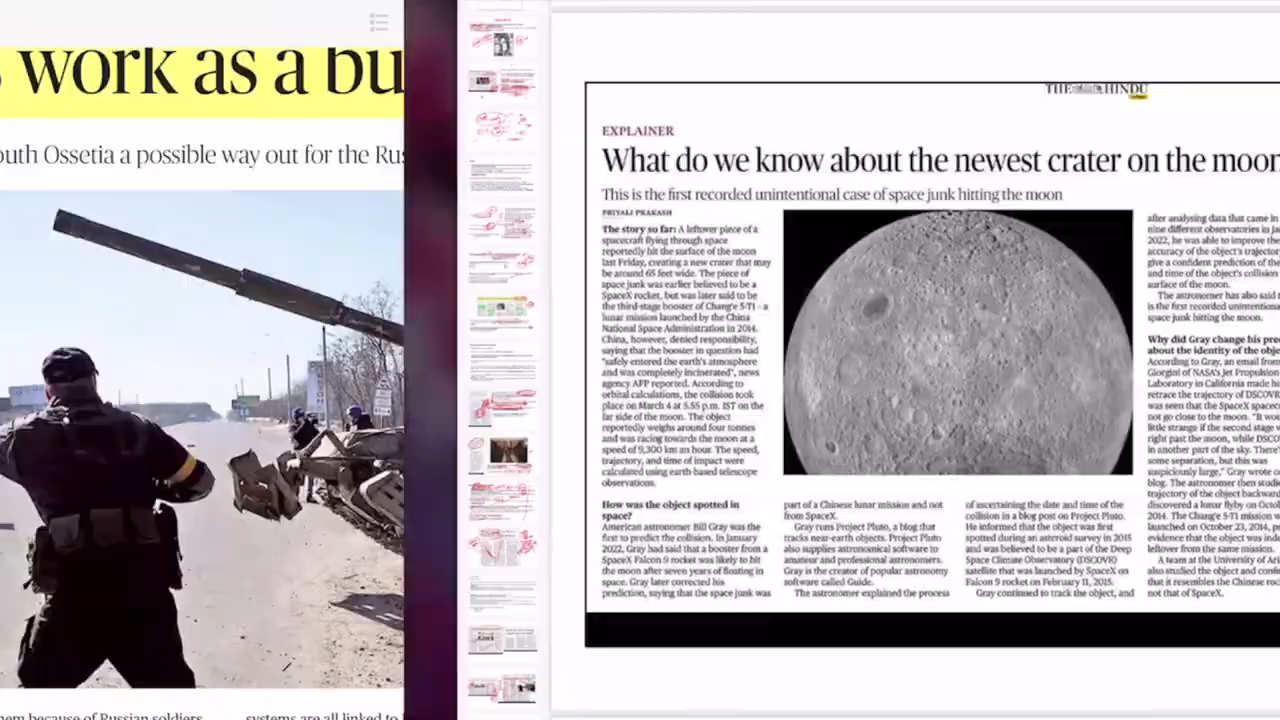 work as a bu
outh Ossetia a possible way out for the Rus
hem because of Russian soldiers
systems are all linked to
THE HINDU
EXPLAINER
What do we know about the newest crater on the moon
This is the first recorded unintentional case of space junk hitting the moon
PRIYALI PRAKASH
The story so far: A leftover piece of a
spacecraft flying through space
reportedly hit the surface of the moon
last Friday, creating a new crater that may
be around 65 feet wide. The piece of
space junk was earlier believed to be a
SpaceX rocket, but was later said to be
the third-stage booster of Chang'e 5-T1 – a
lunar mission launched by the China
National Space Administration in 2014.
China, however, denied responsibility,
saying that the booster in question had
"safely entered the earth's atmosphere
and was completely incinerated", news
agency AFP reported. According to
orbital calculations, the collision took
place on March 4 at 5.55 p.m. IST on the
far side of the moon. The object
reportedly weighs around four tonnes
and was racing towards the moon at a
speed of 9,300 km an hour. The speed,
trajectory, and time of impact were
calculated using earth-based telescope
observations.
How was the object spotted in
space?
American astronomer Bill Gray was the
first to predict the collision. In January
2022, Gray had said that a booster from a
SpaceX Falcon 9 rocket was likely to hit
the moon after seven years of floating in
space. Gray later corrected his
prediction, saying that the space junk was
part of a Chinese lunar mission and not
from SpaceX.
Gray runs Project Pluto, a blog that
tracks near-earth objects. Project Pluto
also supplies astronomical software to
amateur and professional astronomers.
Gray is the creator of popular astronomy
software called Guide.
The astronomer explained the process
of ascertaining the date and time of the
collision in a blog post on Project Pluto.
He informed that the object was first
spotted during an asteroid survey in 2015
and was believed to be a part of the Deep
Space Climate Observatory (DSCOVR)
satellite that was launched by SpaceX on
Falcon 9 rocket on February 11, 2015.
Gray continued to track the object, and
after analysing data that came in
nine different observatories in Ja
2022, he was able to improve the
accuracy of the object's trajectory
give a confident prediction of the
and time of the object's collision
surface of the moon.
The astronomer has also said t
is the first recorded unintentiona
space junk hitting the moon.
Why did Gray change his pre
about the identity of the obje
According to Gray, an email from
Giorgini of NASA's Jet Propulsion
Laboratory in California made hi
retrace the trajectory of DSCOVR
was seen that the SpaceX spacec
not go close to the moon. "It wou
little strange if the second stage w
right past the moon, while DSCO
in another part of the sky. There'
some separation, but this was
suspiciously large," Gray wrote o
blog. The astronomer then studie
trajectory of the object backward
discovered a lunar flyby on Octob
2014. The Chang'e 5-T1 mission w
launched on October 23, 2014, p
evidence that the object was inde
leftover from the same mission.
A team at the University of Ari
also studied the object and confi
that it resembles the Chinese roc
not that of SpaceX.